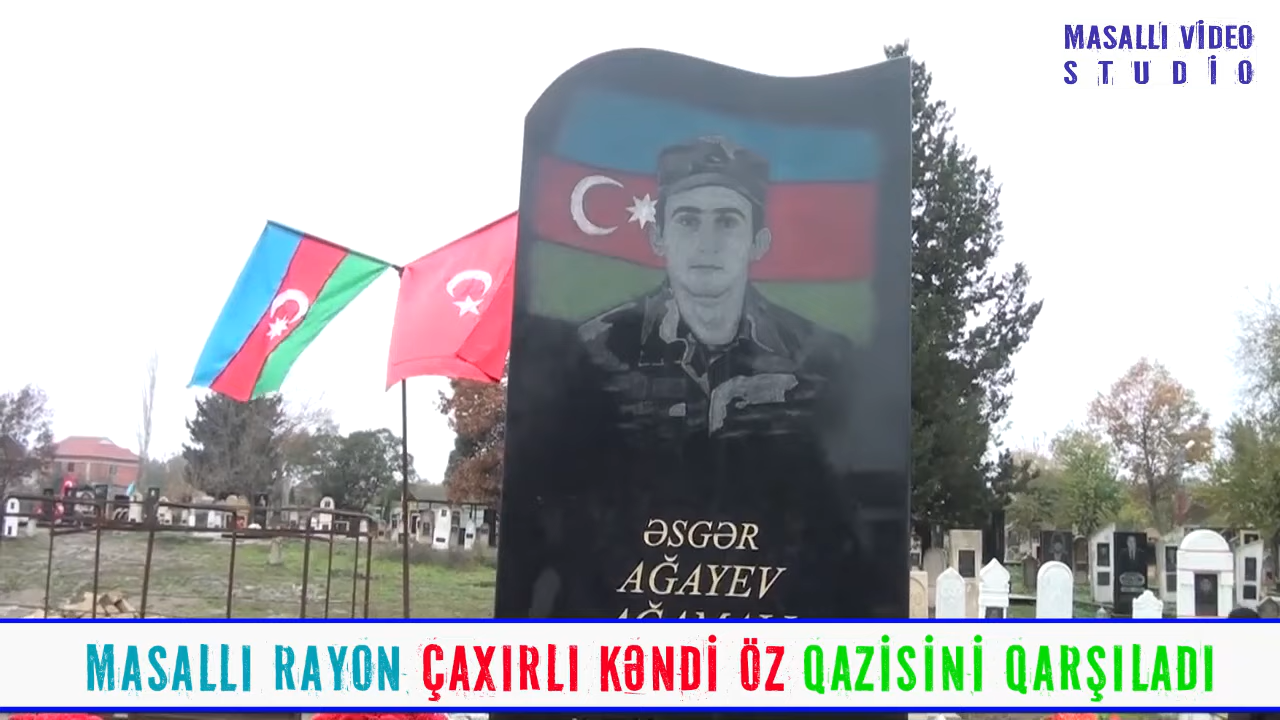 MASALLI VİDEO
STUDİO
ƏSGƏR
AĞAYEV
MASALLI RAYON ÇAXIRLI KƏNDİ ÖZ QAZİSİNİ QARŞILADI